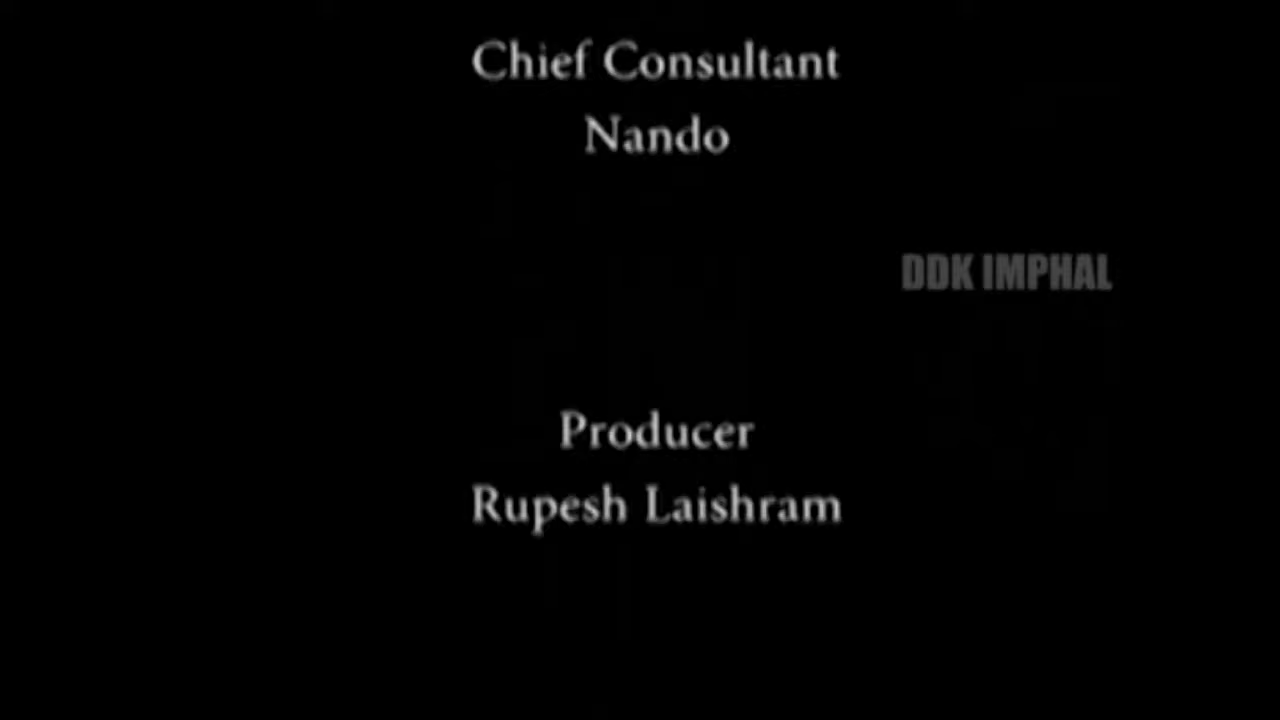 Chief Consultant
Nando
DDK IMPHAL
Producer
Rupesh Laishram